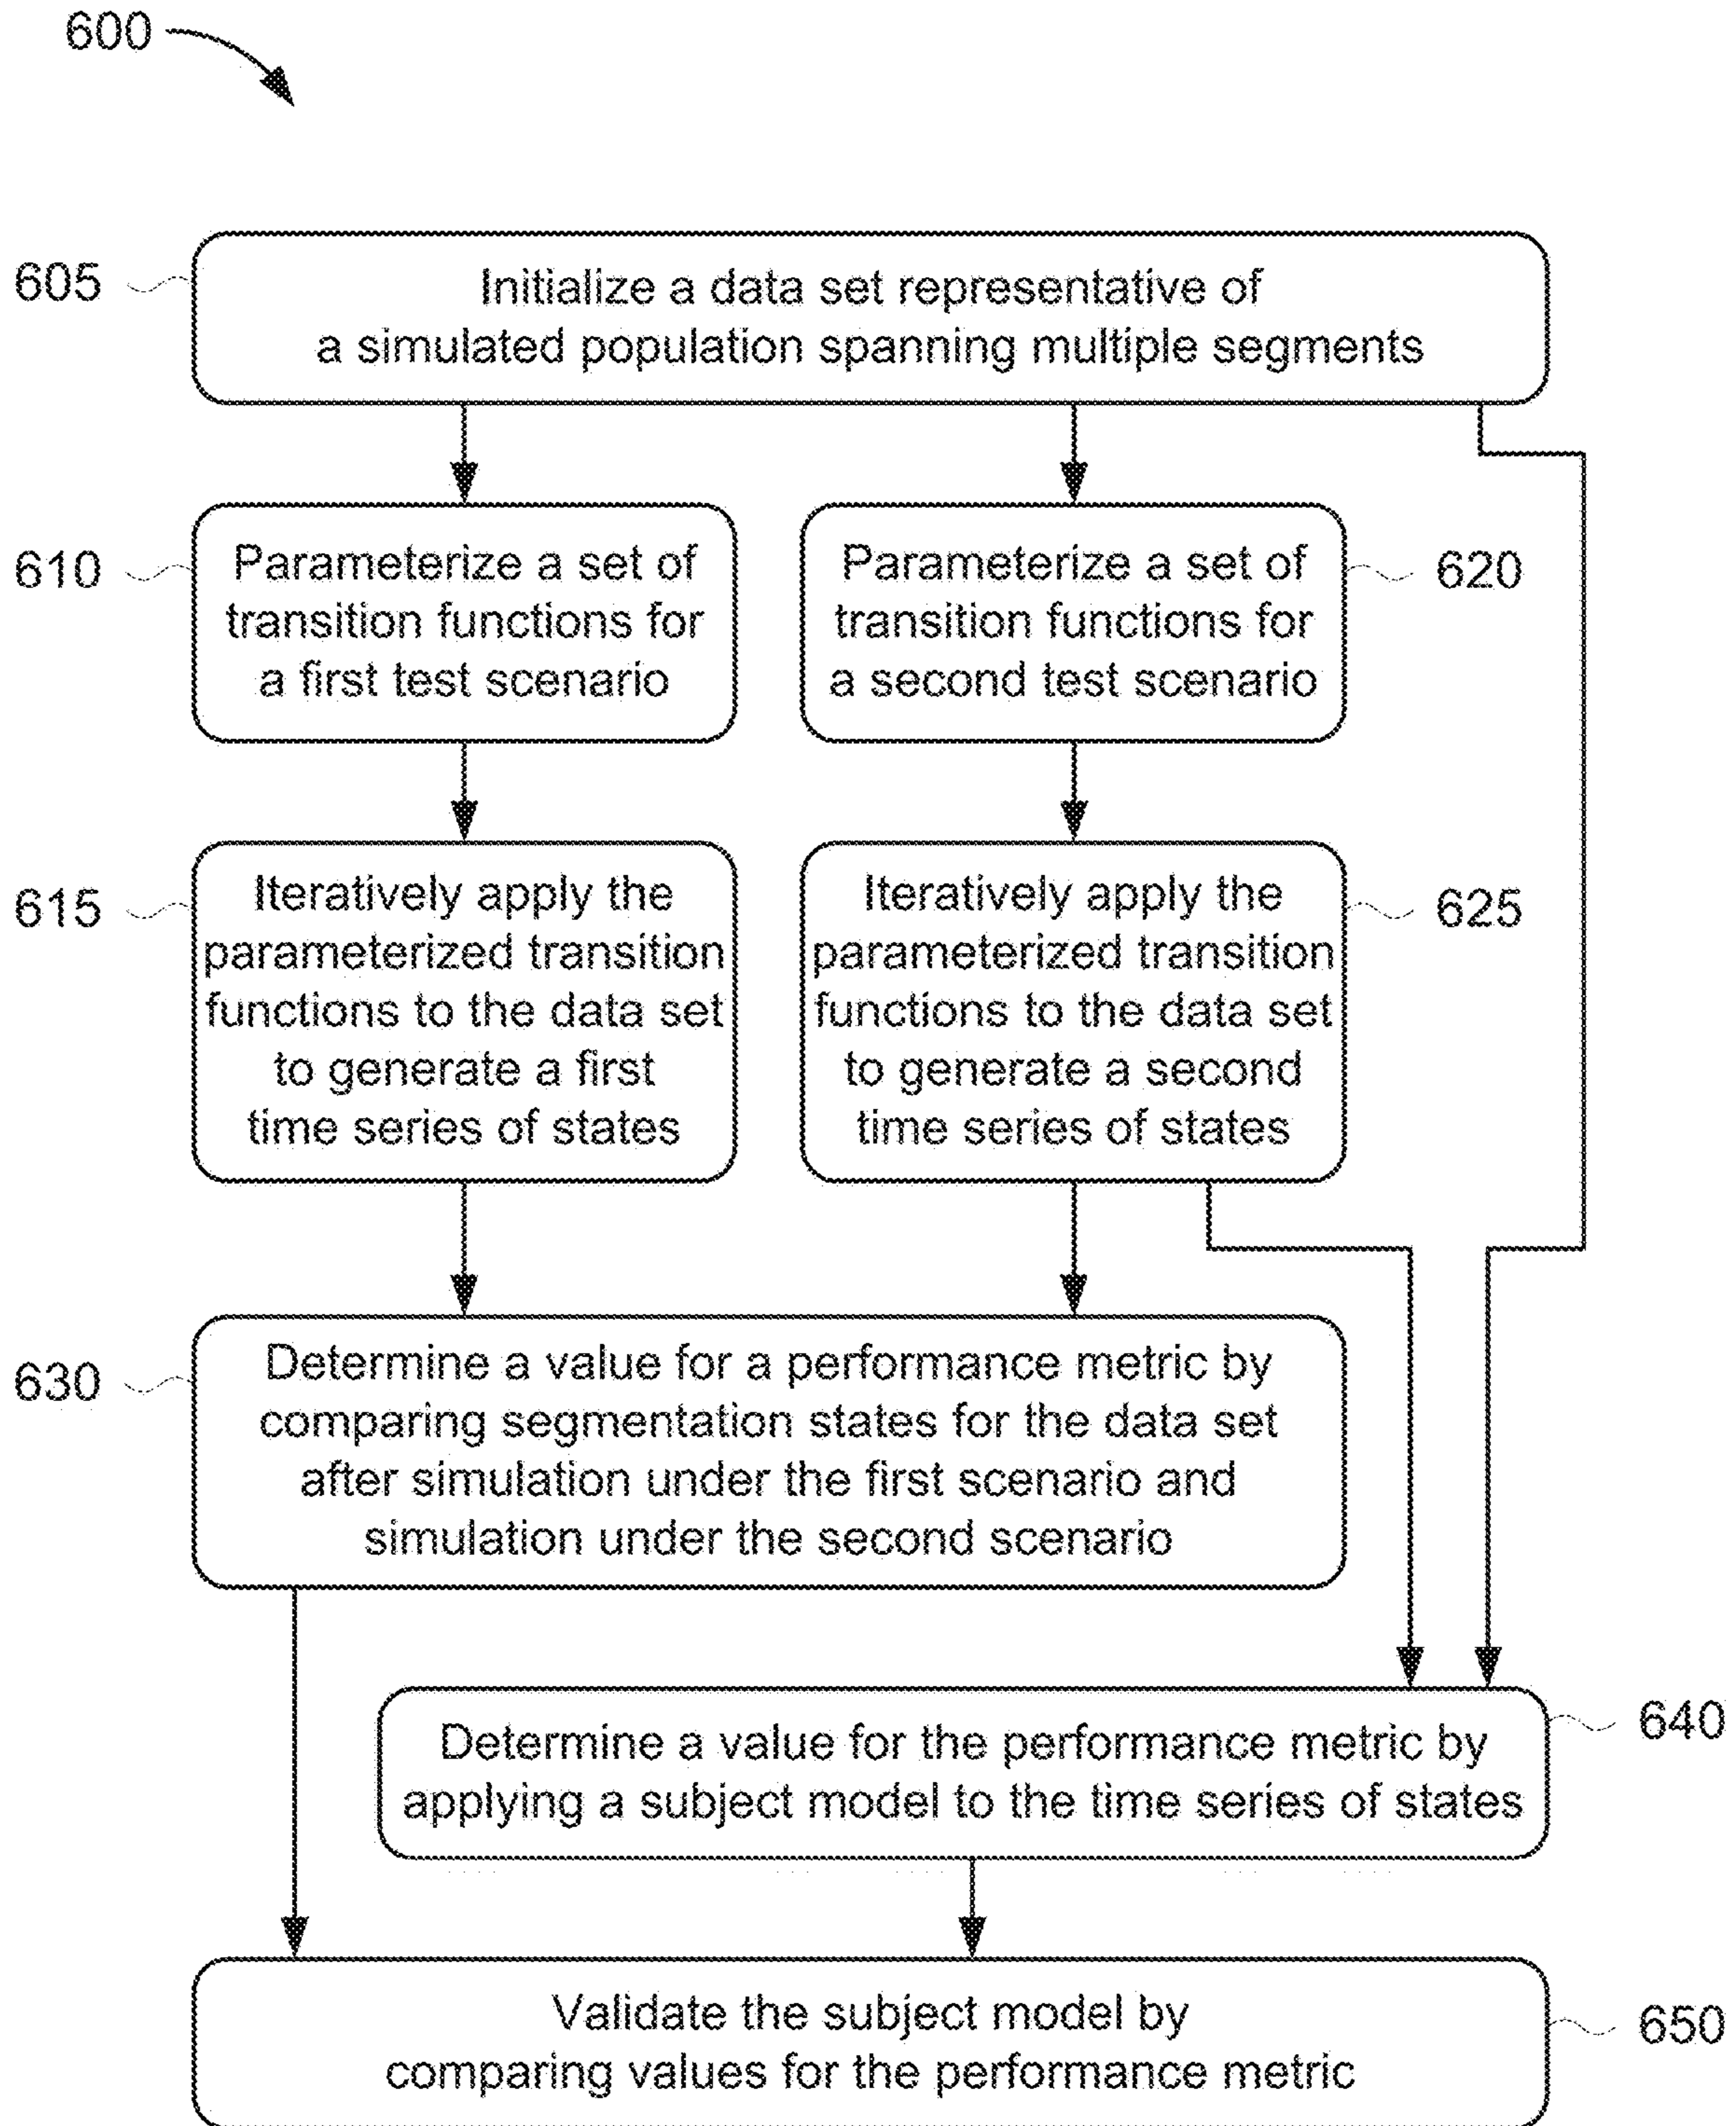 600
605
Initialize a data set representative of
a simulated population spanning multiple segments
610
Parameterize a set of
transition functions for
a first test scenario
Parameterize a set of
transition functions for
a second test scenario
620
615
Iteratively apply the
parameterized transition
functions to the data set
to generate a first
time series of states
Iteratively apply the
parameterized transition
functions to the data set
to generate a second
time series of states
625
630
Determine a value for a performance metric by
comparing segmentation states for the data set
after simulation under the first scenario and
simulation under the second scenario
Determine a value for the performance metric by
applying a subject model to the time series of states
640
Validate the subject model by
comparing values for the performance metric
650